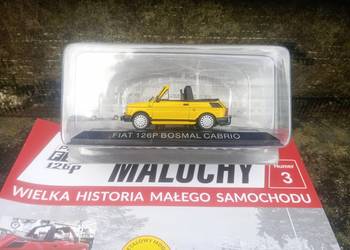 FIAT 126P BOSMAL CABRIO
MALUCHY
Numer
3
126p
WIELKA HISTORIA MAŁEGO SAMOCHODU